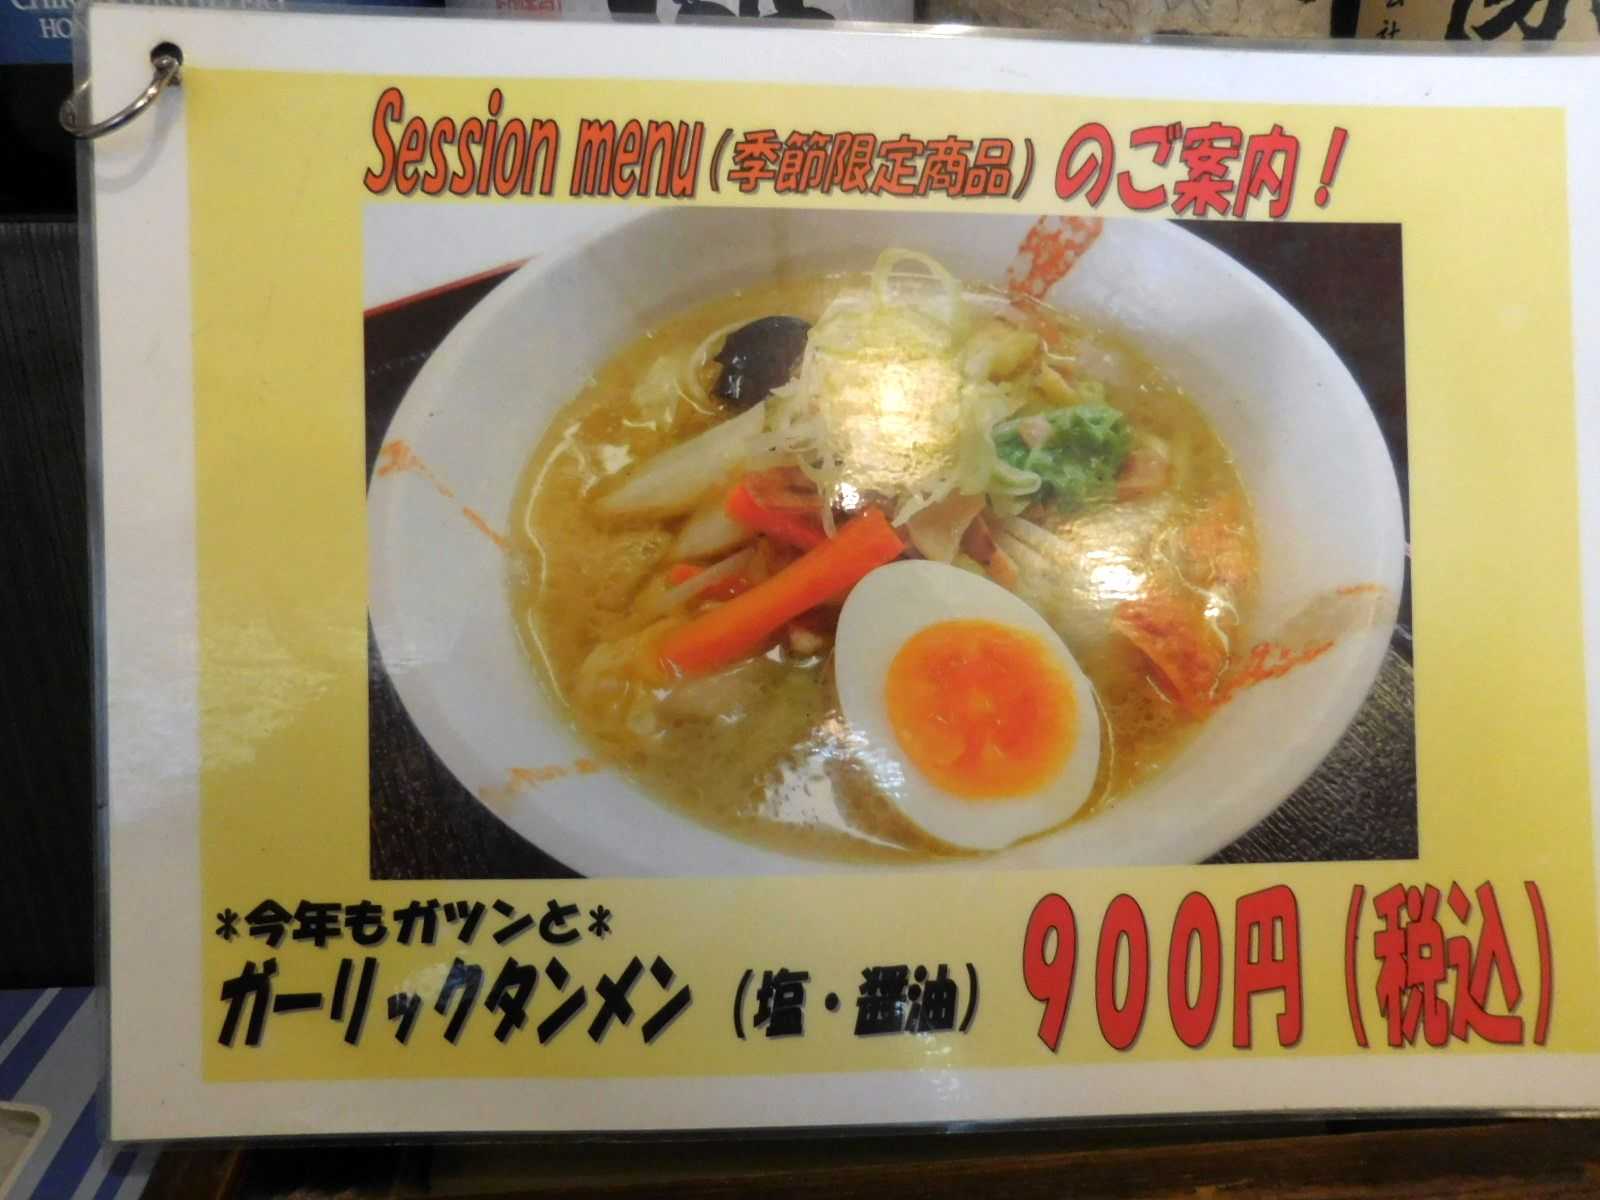 Session menu (季節限定商品) のご案内！
*今年もガツンと*
ガーリックタンメン (塩・醤油) 900円 (税込)